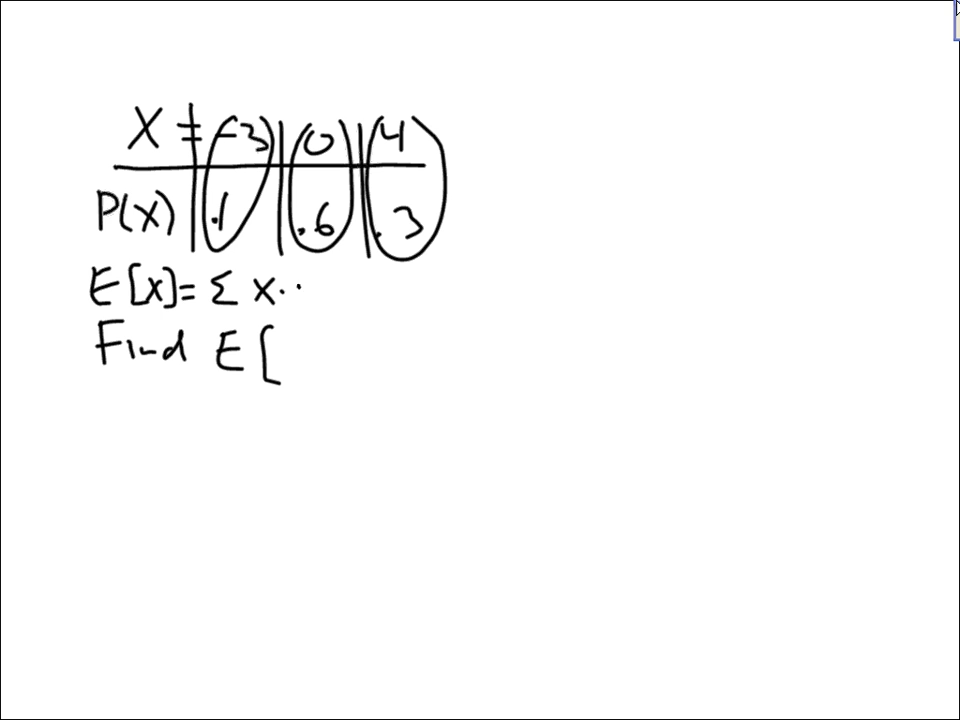 X = -3 | 0 | 4
P(X) | .1 | .6 | .3
E[X]= Σ X··
Find E[